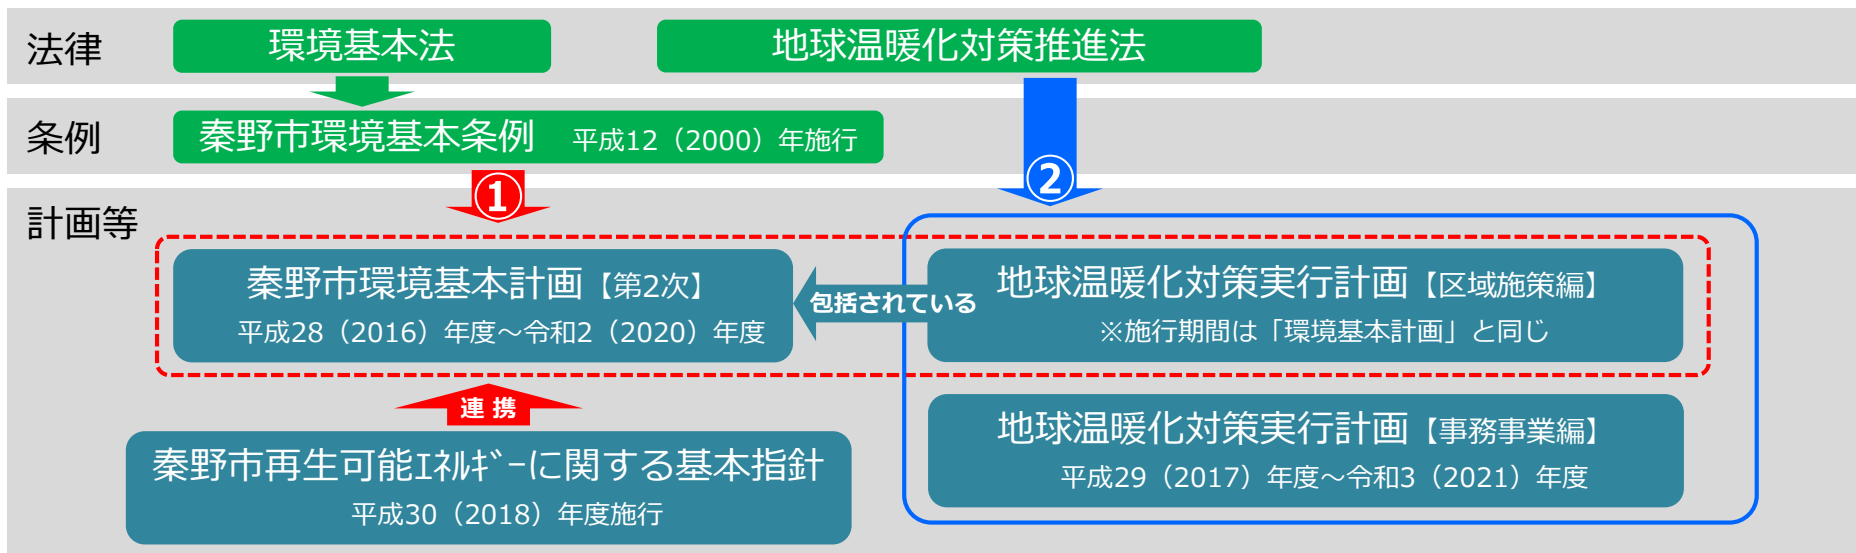 法律
環境基本法
地球温暖化対策推進法
条例
秦野市環境基本条例 平成12（2000）年施行
①
②
計画等
秦野市環境基本計画【第2次】
平成28（2016）年度～令和2（2020）年度
包括されている
地球温暖化対策実行計画【区域施策編】
※施行期間は「環境基本計画」と同じ
連 携
秦野市再生可能ｴﾈﾙｷﾞｰに関する基本指針
平成30（2018）年度施行
地球温暖化対策実行計画【事務事業編】
平成29（2017）年度～令和3（2021）年度